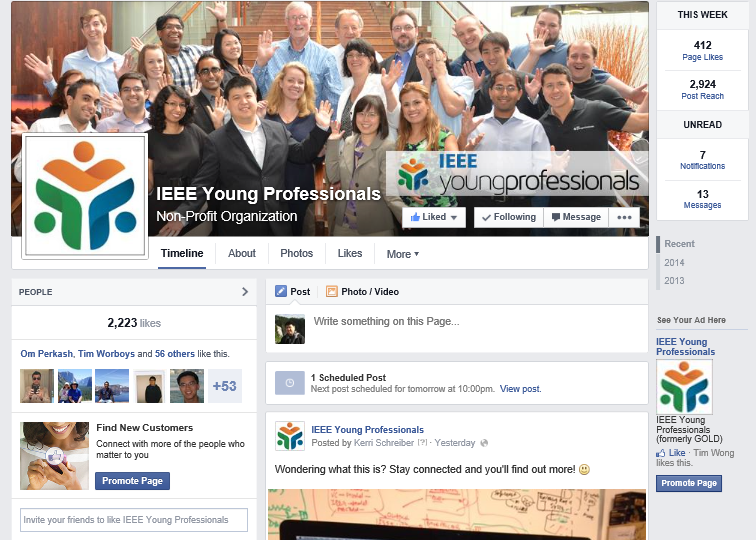 IEEE
youngprofessionals
IEEE Young Professionals
Non-Profit Organization
Liked
Following
Message
Timeline
About
Photos
Likes
More
THIS WEEK
412
Page Likes
2,924
Post Reach
UNREAD
7
Notifications
13
Messages
Recent
2014
2013
PEOPLE
2,223 likes
Om Perkash, Tim Worboys and 56 others like this.
+53
Find New Customers
Connect with more of the people who
matter to you
Promote Page
Invite your friends to like IEEE Young Professionals
Post
Photo / Video
Write something on this Page...
1 Scheduled Post
Next post scheduled for tomorrow at 10:00pm. View post.
IEEE Young Professionals
Posted by Kerri Schreiber [?] · Yesterday
Wondering what this is? Stay connected and you'll find out more!
See Your Ad Here
IEEE Young
Professionals
IEEE Young
Professionals
(formerly GOLD)
Like · Tim Wong
likes this.
Promote Page